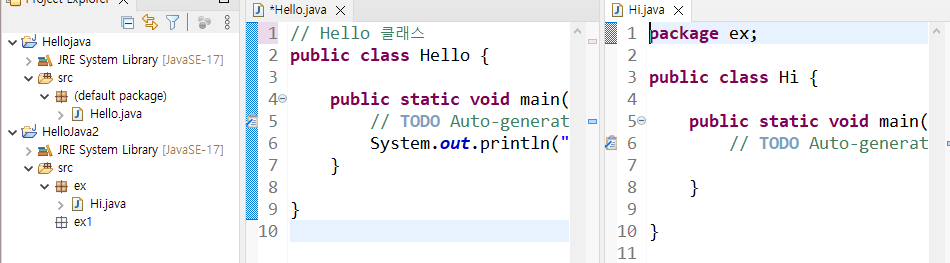 Project Explorer
Hellojava
JRE System Library [JavaSE-17]
src
(default package)
Hello.java
HelloJava2
JRE System Library [JavaSE-17]
src
ex
Hi.java
ex1
*Hello.java
1 // Hello 클래스
2 public class Hello {
3
4 public static void main(
5 // TODO Auto-generat
6 System.out.println("
7 }
8
9 }
10
Hi.java
1 package ex;
2
3 public class Hi {
4
5 public static void main(
6 // TODO Auto-generat
7
8 }
9
10 }
11